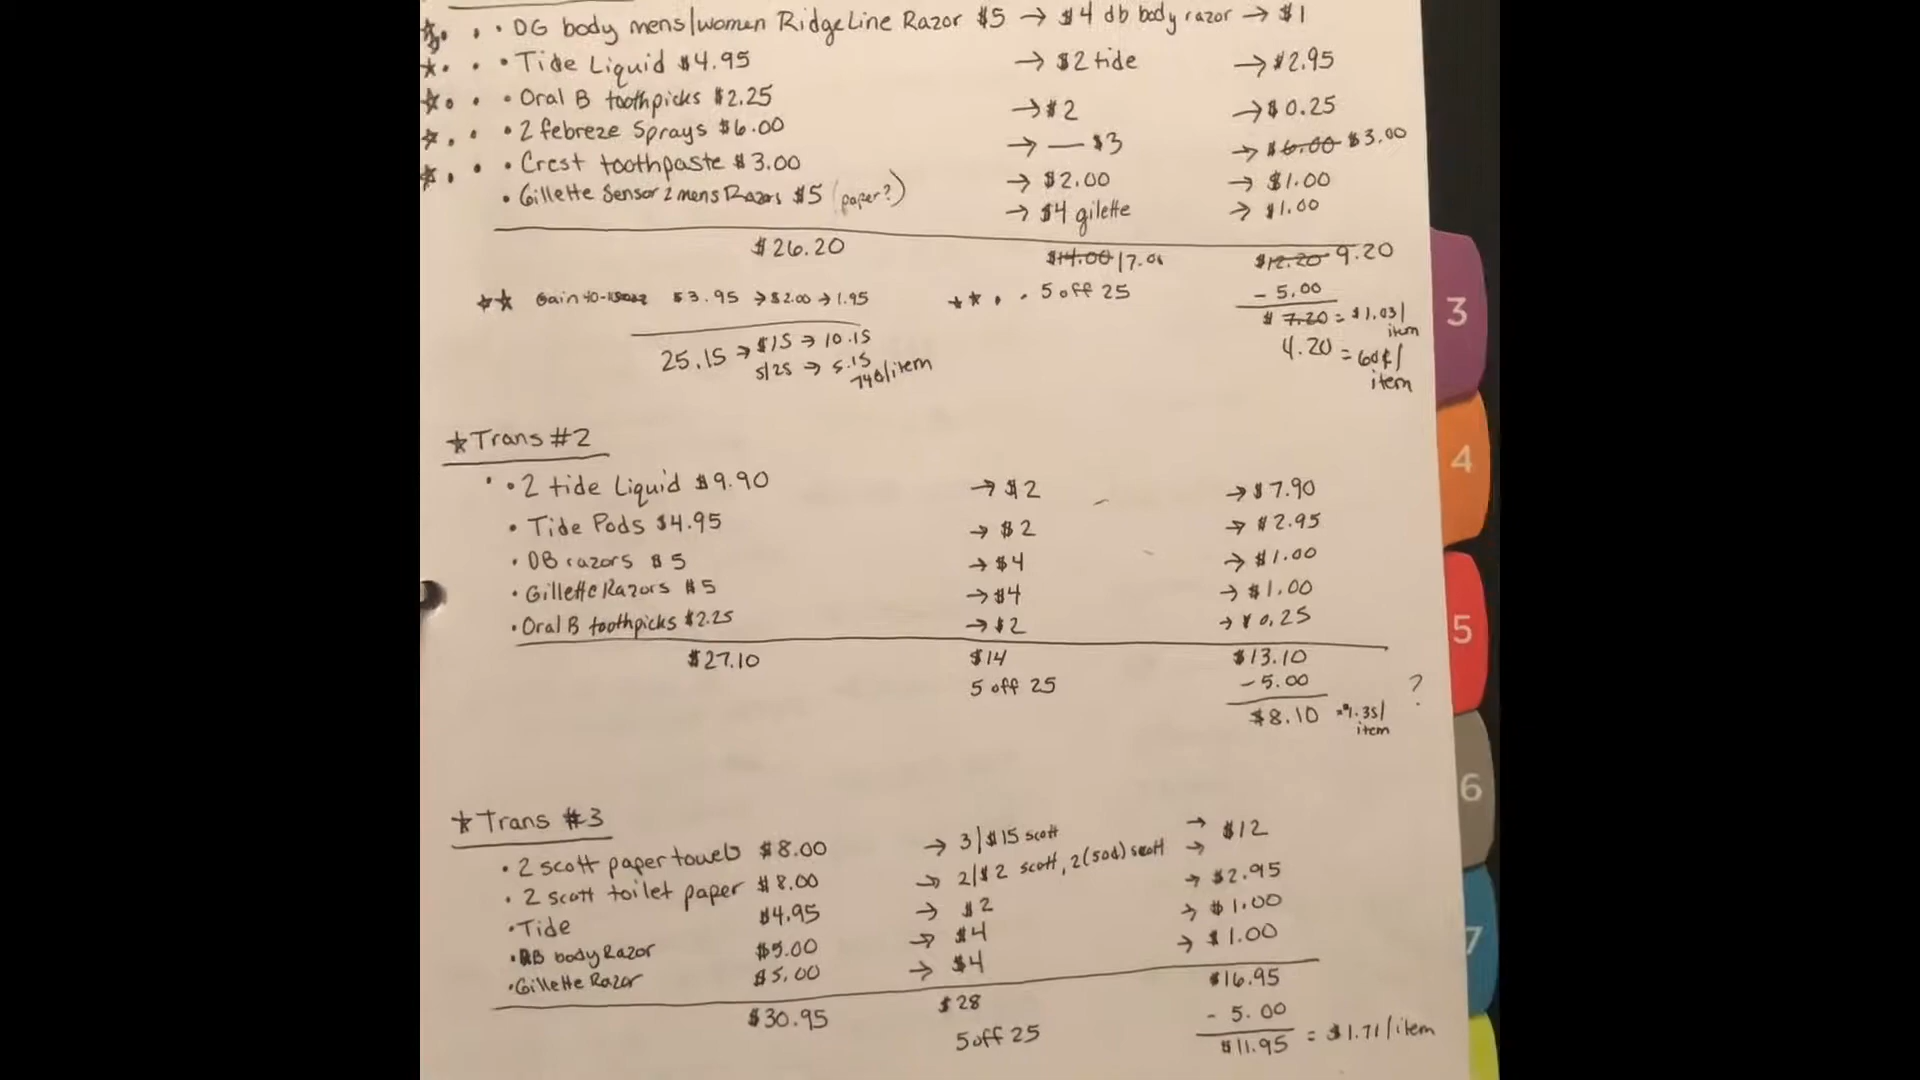 • DG body mens/women RidgeLine Razor $5 → $4 db body razor → $1
• Tide Liquid $4.95 → $2 tide → $2.95
• Oral B toothpicks $2.25 → $2 → $0.25
• 2 febreze Sprays $6.00 → — $3 → $6.00 $3.00
• Crest toothpaste $3.00 → $2.00 → $1.00
• Gillette Sensor 2 mens Razors $5 (paper?) → $4 gilette → $1.00
$26.20 $14.00 17.00 $12.20 9.20
Gain $3.95 → $2.00 → 1.95 5 off 25 - 5.00
$7.20 = $1.03/item
25.15 → $15 → 10.15 4.20 = 60¢/item
5/25 → 5.15
74¢/item
Trans #2
• 2 tide Liquid $9.90 → $2 → $7.90
• Tide Pods $4.95 → $2 → $2.95
• DB razors $5 → $4 → $1.00
• Gillette Razors $5 → $4 → $1.00
• Oral B toothpicks $2.25 → $2 → 0.25
$27.10 $14 $13.10
5 off 25 - 5.00 ?
$8.10 = $1.35/item
Trans #3
• 2 scott paper towels $8.00 → 3/$15 scott → $12
• 2 scott toilet paper $8.00 → 2/$2 scott, 2(50¢) scott →
• Tide $4.95 → $2 → $2.95
• DB body Razor $5.00 → $4 → $1.00
• Gillette Razor $5.00 → $4 → $1.00
$30.95 $28 $16.95
5 off 25 - 5.00
$11.95 = $1.71/item
3
4
5
6
7